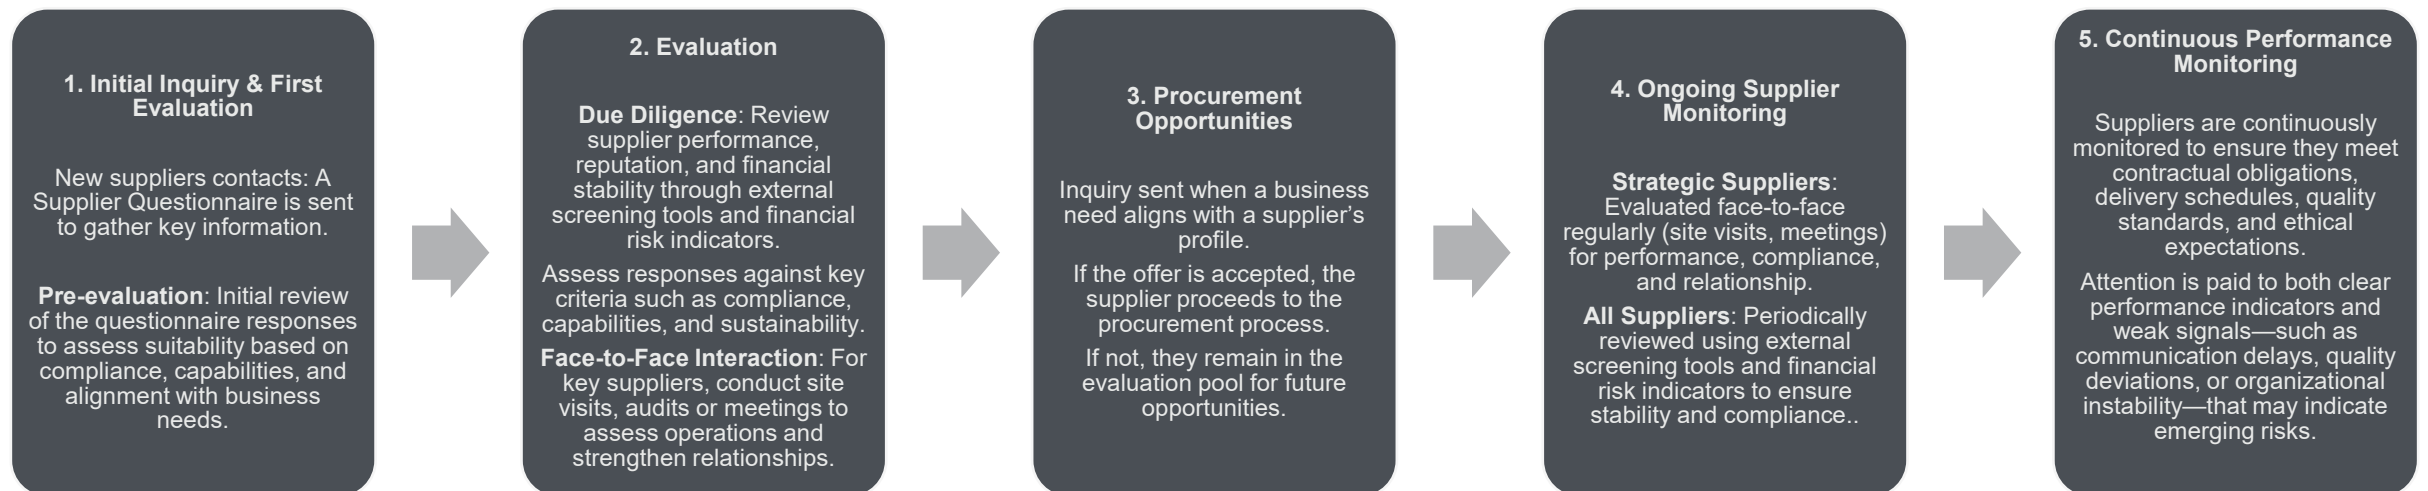 1. Initial Inquiry & First
Evaluation
New suppliers contacts: A
Supplier Questionnaire is sent
to gather key information.
Pre-evaluation: Initial review
of the questionnaire responses
to assess suitability based on
compliance, capabilities, and
alignment with business
needs.
2. Evaluation
Due Diligence: Review
supplier performance,
reputation, and financial
stability through external
screening tools and financial
risk indicators.
Assess responses against key
criteria such as compliance,
capabilities, and sustainability.
Face-to-Face Interaction: For
key suppliers, conduct site
visits, audits or meetings to
assess operations and
strengthen relationships.
3. Procurement
Opportunities
Inquiry sent when a business
need aligns with a supplier’s
profile.
If the offer is accepted, the
supplier proceeds to the
procurement process.
If not, they remain in the
evaluation pool for future
opportunities.
4. Ongoing Supplier
Monitoring
Strategic Suppliers:
Evaluated face-to-face
regularly (site visits, meetings)
for performance, compliance,
and relationship.
All Suppliers: Periodically
reviewed using external
screening tools and financial
risk indicators to ensure
stability and compliance..
5. Continuous Performance
Monitoring
Suppliers are continuously
monitored to ensure they meet
contractual obligations,
delivery schedules, quality
standards, and ethical
expectations.
Attention is paid to both clear
performance indicators and
weak signals—such as
communication delays, quality
deviations, or organizational
instability—that may indicate
emerging risks.